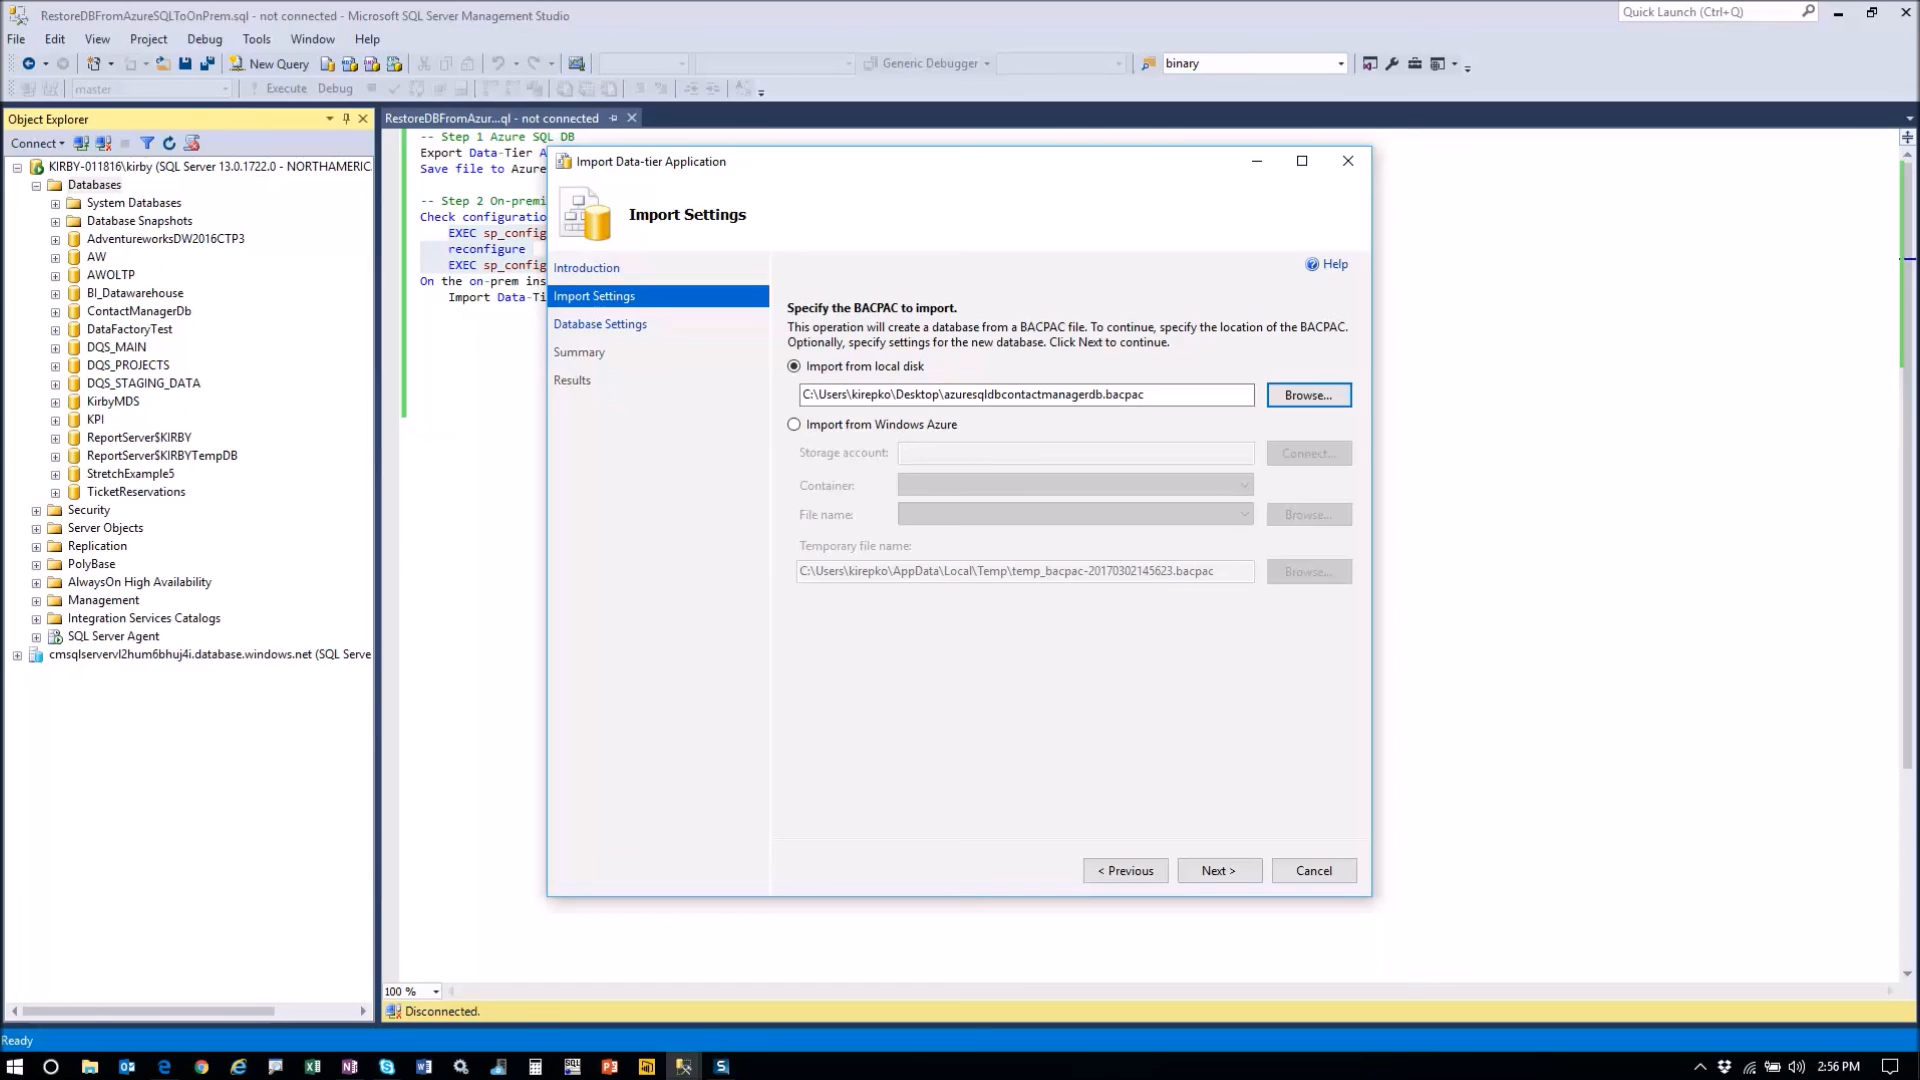 RestoreDBFromAzureSQLToOnPrem.sql - not connected - Microsoft SQL Server Management Studio
Quick Launch (Ctrl+Q)
File Edit View Project Debug Tools Window Help
New Query
Generic Debugger
binary
master
Execute Debug
Object Explorer
RestoreDBFromAzur...ql - not connected
Connect
KIRBY-011816\kirby (SQL Server 13.0.1722.0 - NORTHAMERIC
Databases
System Databases
Database Snapshots
AdventureworksDW2016CTP3
AW
AWOLTP
BI_Datawarehouse
ContactManagerDb
DataFactoryTest
DQS_MAIN
DQS_PROJECTS
DQS_STAGING_DATA
KirbyMDS
KPI
ReportServer$KIRBY
ReportServer$KIRBYTempDB
StretchExample5
TicketReservations
Security
Server Objects
Replication
PolyBase
AlwaysOn High Availability
Management
Integration Services Catalogs
SQL Server Agent
cmsqlservervl2hum6bhuj4i.database.windows.net (SQL Serve
-- Step 1 Azure SQL DB
Export Data-Tier A
Save file to Azure
-- Step 2 On-premi
Check configuratio
EXEC sp_config
reconfigure
EXEC sp_config
On the on-prem ins
Import Data-Ti
Import Data-tier Application
Import Settings
Introduction
Import Settings
Database Settings
Summary
Results
Help
Specify the BACPAC to import.
This operation will create a database from a BACPAC file. To continue, specify the location of the BACPAC.
Optionally, specify settings for the new database. Click Next to continue.
Import from local disk
C:\Users\kirepko\Desktop\azuresqldbcontactmanagerdb.bacpac
Browse...
Import from Windows Azure
Storage account:
Connect...
Container:
File name:
Browse...
Temporary file name:
C:\Users\kirepko\AppData\Local\Temp\temp_bacpac-20170302145623.bacpac
Browse...
< Previous
Next >
Cancel
100 %
Disconnected.
Ready
2:56 PM